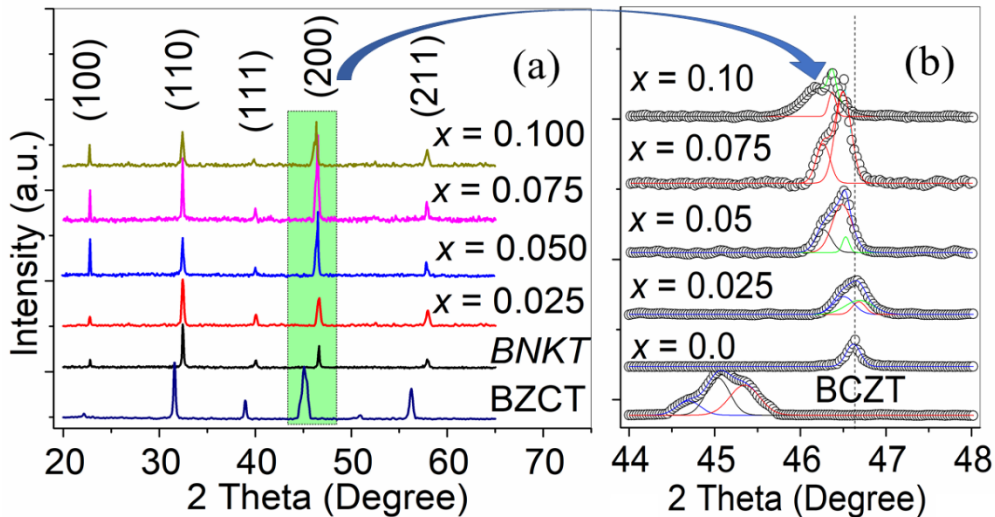 (100)
(110)
(111)
(200)
(211)
(a)
x = 0.100
x = 0.075
x = 0.050
x = 0.025
BNKT
BZCT
Intensity (a.u.)
20 30 40 50 60 70
2 Theta (Degree)
(b)
x = 0.10
x = 0.075
x = 0.05
x = 0.025
x = 0.0
BCZT
44 45 46 47 48
2 Theta (Degree)